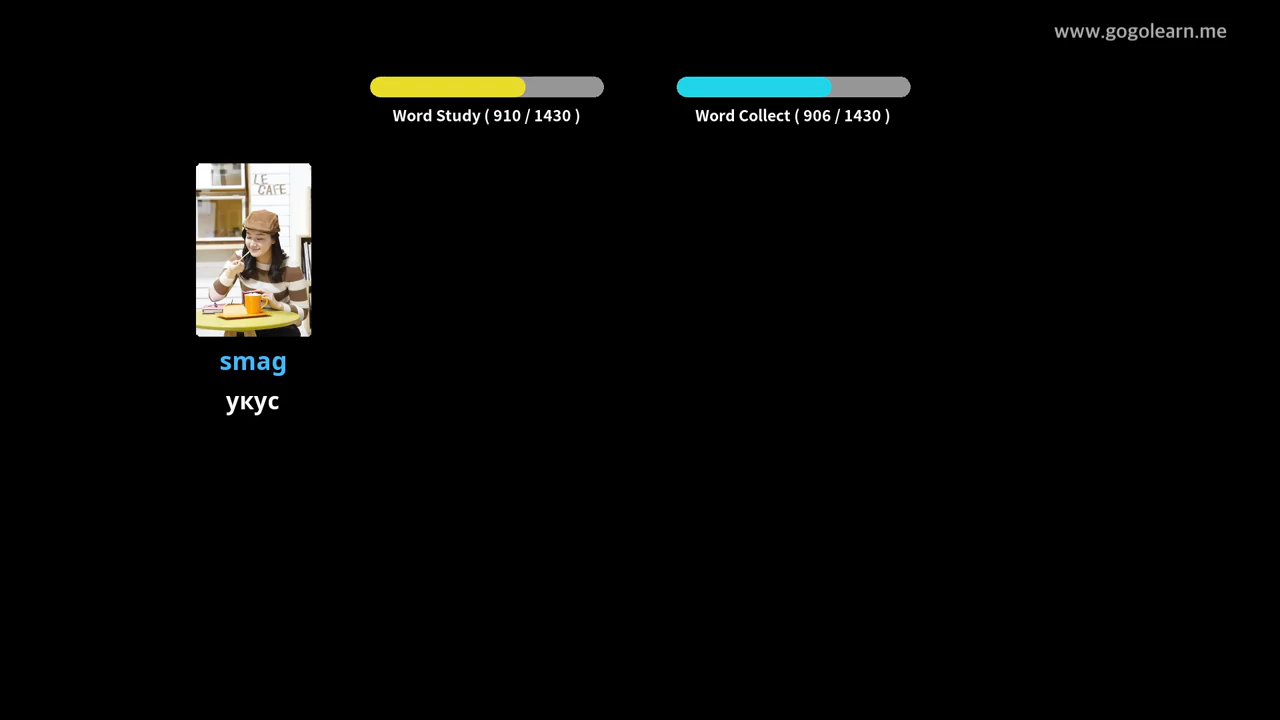 www.gogolearn.me
Word Study ( 910 / 1430 )
Word Collect ( 906 / 1430 )
LE
CAFE
smag
укус